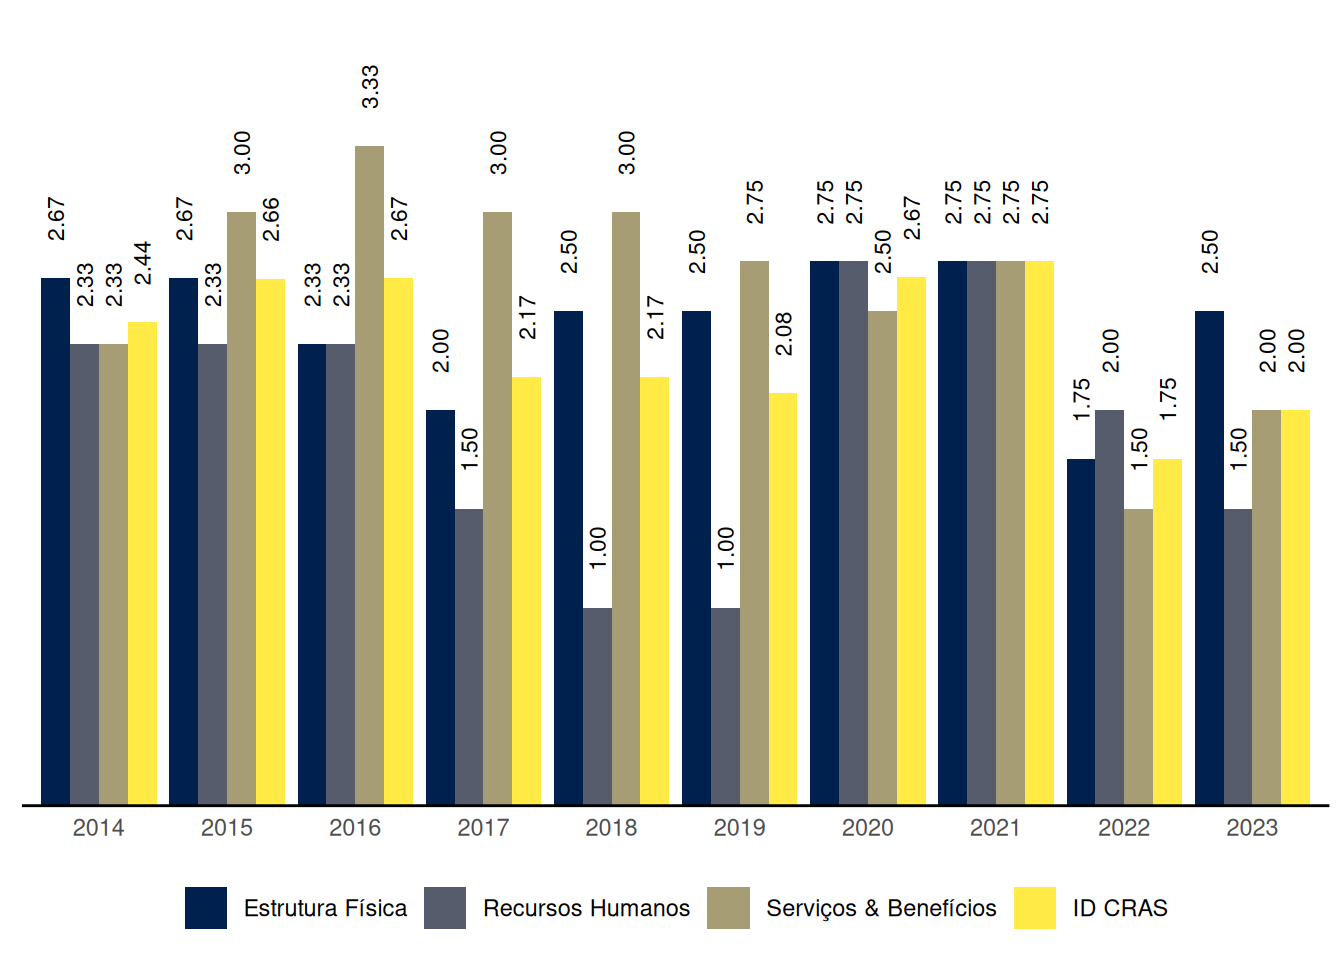 2.67 2.33 2.33 2.44 2.67 2.33 3.00 2.66 2.33 2.33 3.33 2.67 2.00 1.50 3.00 2.17 2.50 1.00 3.00 2.17 2.50 1.00 2.75 2.08 2.75 2.75 2.50 2.67 2.75 2.75 2.75 2.75 1.75 2.00 1.50 1.75 2.50 1.50 2.00 2.00
2014 2015 2016 2017 2018 2019 2020 2021 2022 2023
Estrutura Física Recursos Humanos Serviços & Benefícios ID CRAS